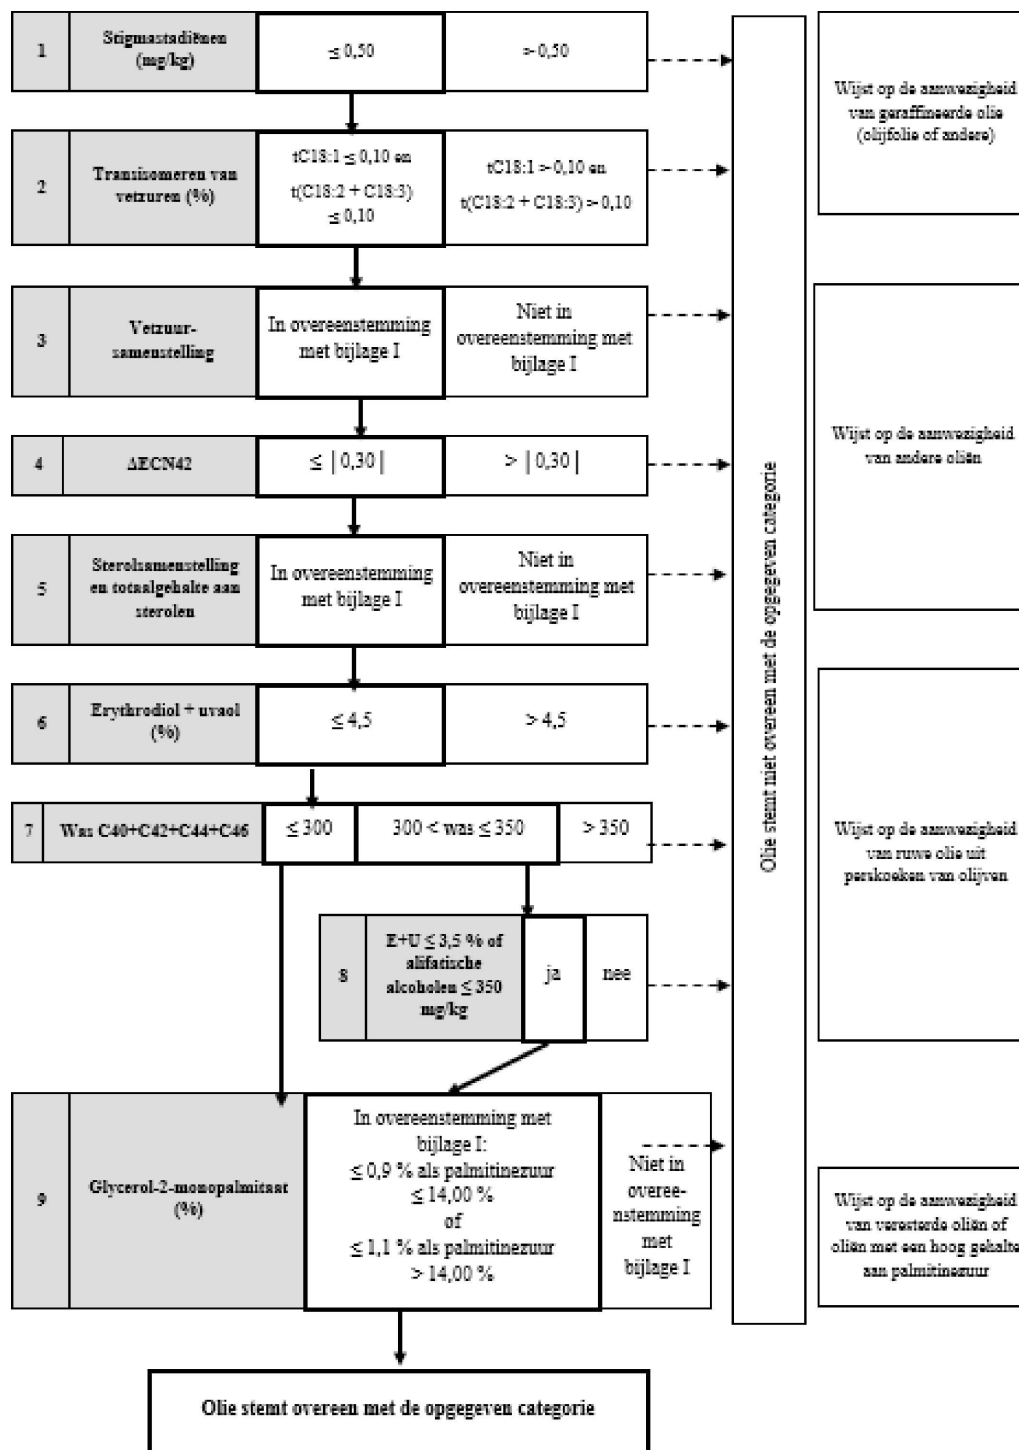 1
Stigmastadiënen
(mg/kg)
≤ 0,50
> 0,50
Wijst op de aanwezigheid
van geraffineerde olie
(olijfolie of andere)
2
Transisomeren van
vetzuren (%)
tC18:1 ≤ 0,10 en
t(C18:2 + C18:3)
≤ 0,10
tC18:1 > 0,10 en
t(C18:2 + C18:3) > 0,10
3
Vetzuur-
samenstelling
In overeenstemming
met bijlage I
Niet in
overeenstemming met
bijlage I
Wijst op de aanwezigheid
van andere oliën
4
ΔECN42
≤ | 0,30 |
> | 0,30 |
5
Sterolsamenstelling
en totaalgehalte aan
sterolen
In overeenstemming
met bijlage I
Niet in
overeenstemming met
bijlage I
Olie stemt niet overeen met de opgegeven categorie
6
Erythrodiol + uvaol
(%)
≤ 4,5
> 4,5
7
Was C40+C42+C44+C46
≤ 300
300 < was ≤ 350
> 350
Wijst op de aanwezigheid
van ruwe olie uit
perskoeken van olijven
8
E+U ≤ 3,5 % of
alifatische
alcoholen ≤ 350
mg/kg
ja
nee
9
Glycerol-2-monopalmitaat
(%)
In overeenstemming met
bijlage I:
≤ 0,9 % als palmitinezuur
≤ 14,00 %
of
≤ 1,1 % als palmitinezuur
> 14,00 %
Niet in
overee-
nstemming
met
bijlage I
Wijst op de aanwezigheid
van veresterde oliën of
oliën met een hoog gehalte
aan palmitinezuur
Olie stemt overeen met de opgegeven categorie